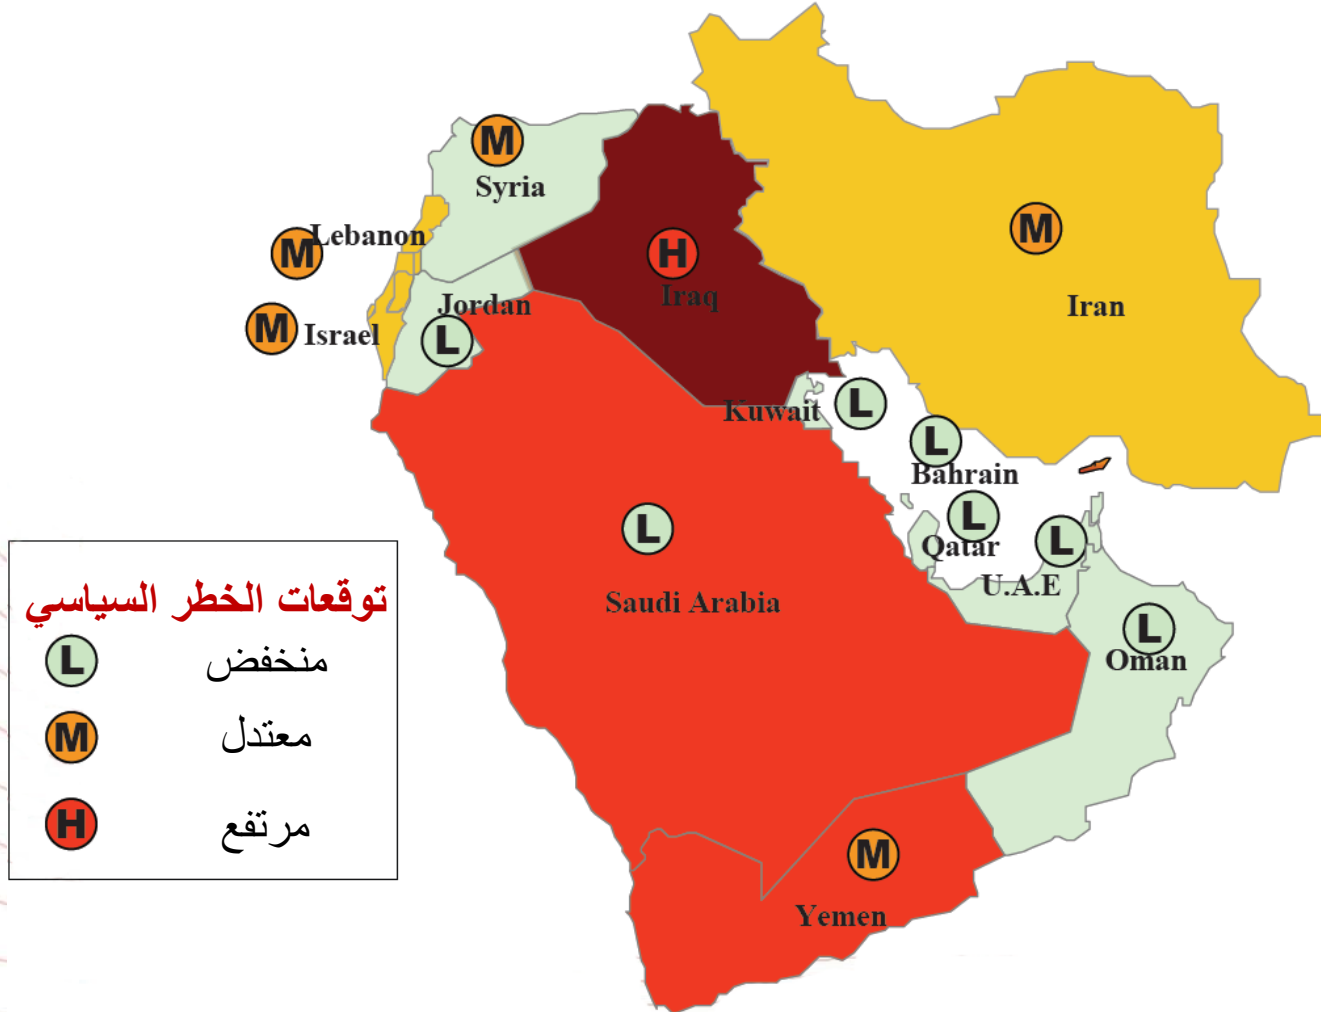 M
Syria
Lebanon
M
M
Israel
Jordan
L
H
Iraq
M
Iran
Kuwait
L
L
Bahrain
L
Qatar
L
U.A.E
L
Saudi Arabia
L
Oman
M
Yemen
توقعات الخطر السياسي
L منخفض
M معتدل
H مرتفع